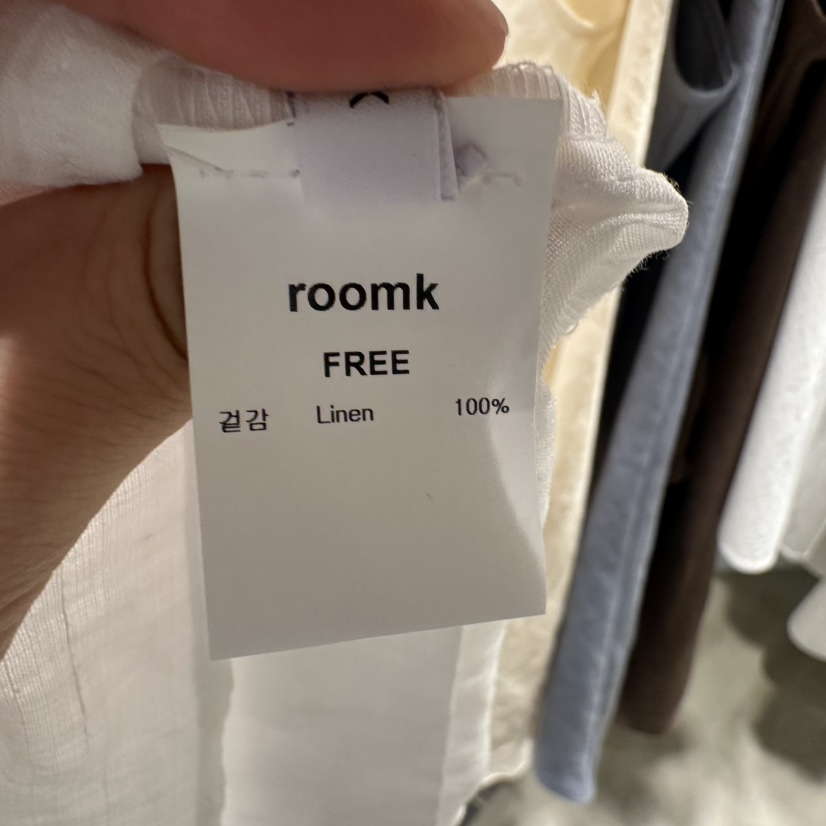 roomk
FREE
겉감 Linen 100%